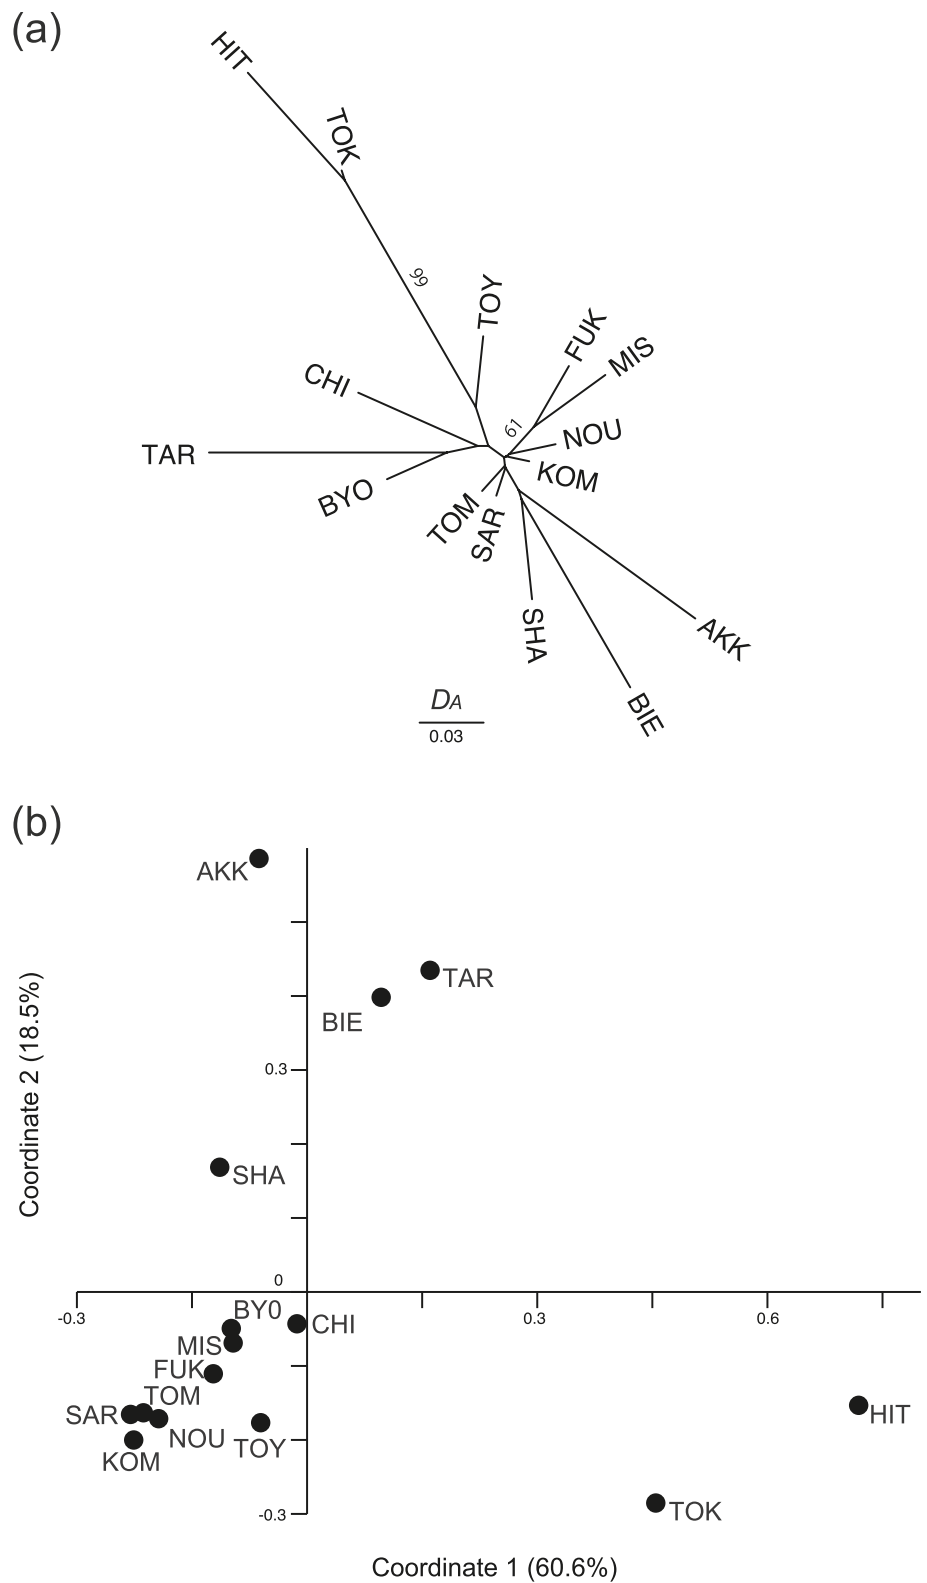 (a)
HIT
TOK
99
TOY
FUK
MIS
CHI
61
NOU
TAR
KOM
BYO
TOM
SAR
SHA
AKK
BIE
DA
0.03
(b)
AKK
TAR
BIE
0.3
SHA
Coordinate 2 (18.5%)
0
-0.3
0.3
0.6
BY0
CHI
MIS
FUK
TOM
SAR
NOU
TOY
KOM
HIT
TOK
-0.3
Coordinate 1 (60.6%)